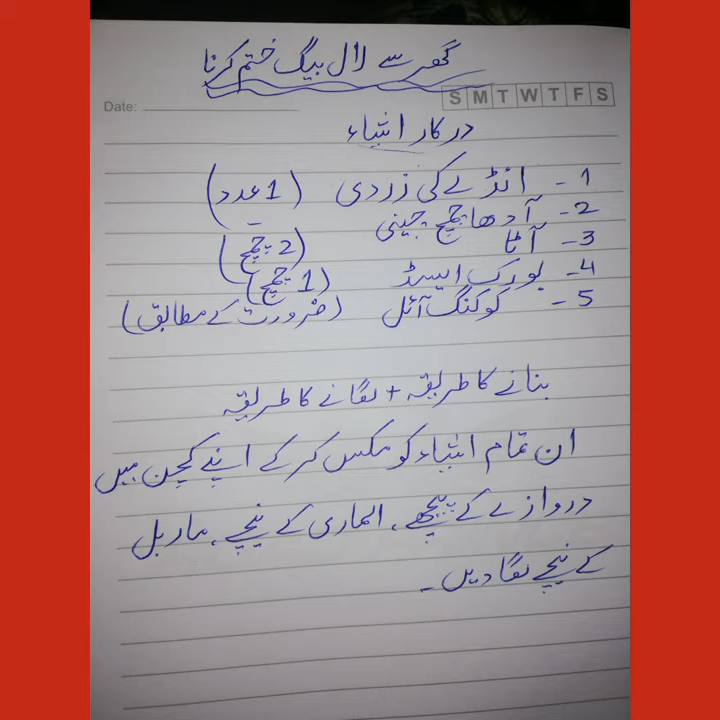 گھر سے لال بیگ ختم کرنا
Date:
S M T W T F S
درکار اشیاء
1- انڈے کی زردی (1 عدد)
2- آدھا چمچ چینی
3- آٹا (2 چمچ)
4- بورک ایسڈ (1 چمچ)
5- کوکنگ آئل (ضرورت کے مطابق)
بنانے کا طریقہ + لگانے کا طریقہ
ان تمام اشیاء کو مکس کر کے اپنے کچن میں
دروازے کے پیچھے، الماری کے نیچے، ماربل
کے نیچے لگا دیں۔